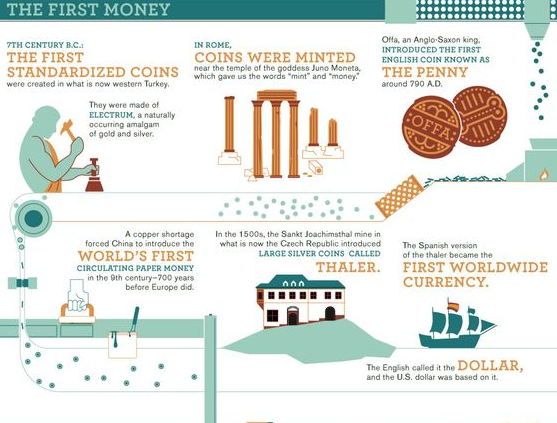 THE FIRST MONEY
7TH CENTURY B.C.:
THE FIRST
STANDARDIZED COINS
were created in what is now western Turkey.
They were made of
ELECTRUM, a naturally
occurring amalgam
of gold and silver.
IN ROME,
COINS WERE MINTED
near the temple of the goddess Juno Moneta,
which gave us the words “mint” and “money.”
Offa, an Anglo-Saxon king,
INTRODUCED THE FIRST
ENGLISH COIN KNOWN AS
THE PENNY
around 790 A.D.
OFFA
A copper shortage
forced China to introduce the
WORLD'S FIRST
CIRCULATING PAPER MONEY
in the 9th century–700 years
before Europe did.
In the 1500s, the Sankt Joachimsthal mine in
what is now the Czech Republic introduced
LARGE SILVER COINS CALLED
THALER.
The Spanish version
of the thaler became the
FIRST WORLDWIDE
CURRENCY.
The English called it the DOLLAR,
and the U.S. dollar was based on it.